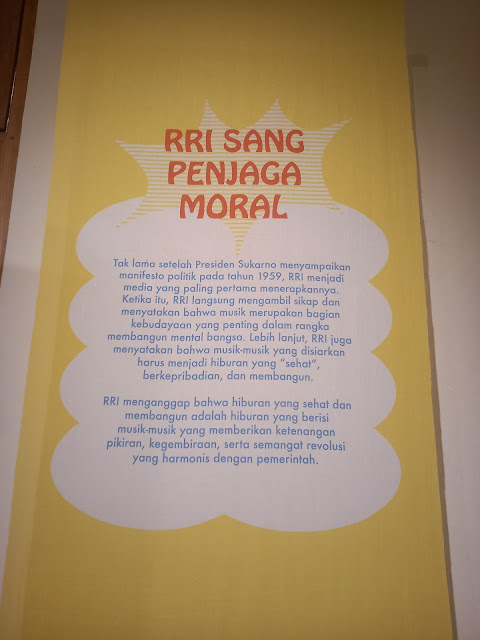 RRI SANG
PENJAGA
MORAL
Tak lama setelah Presiden Sukarno menyampaikan
manifesto politik pada tahun 1959, RRI menjadi
media yang paling pertama menerapkannya.
Ketika itu, RRI langsung mengambil sikap dan
menyatakan bahwa musik merupakan bagian
kebudayaan yang penting dalam rangka
membangun mental bangsa. Lebih lanjut, RRI juga
menyatakan bahwa musik-musik yang disiarkan
harus menjadi hiburan yang “sehat”,
berkepribadian, dan membangun.
RRI menganggap bahwa hiburan yang sehat dan
membangun adalah hiburan yang berisi
musik-musik yang memberikan ketenangan
pikiran, kegembiraan, serta semangat revolusi
yang harmonis dengan pemerintah.